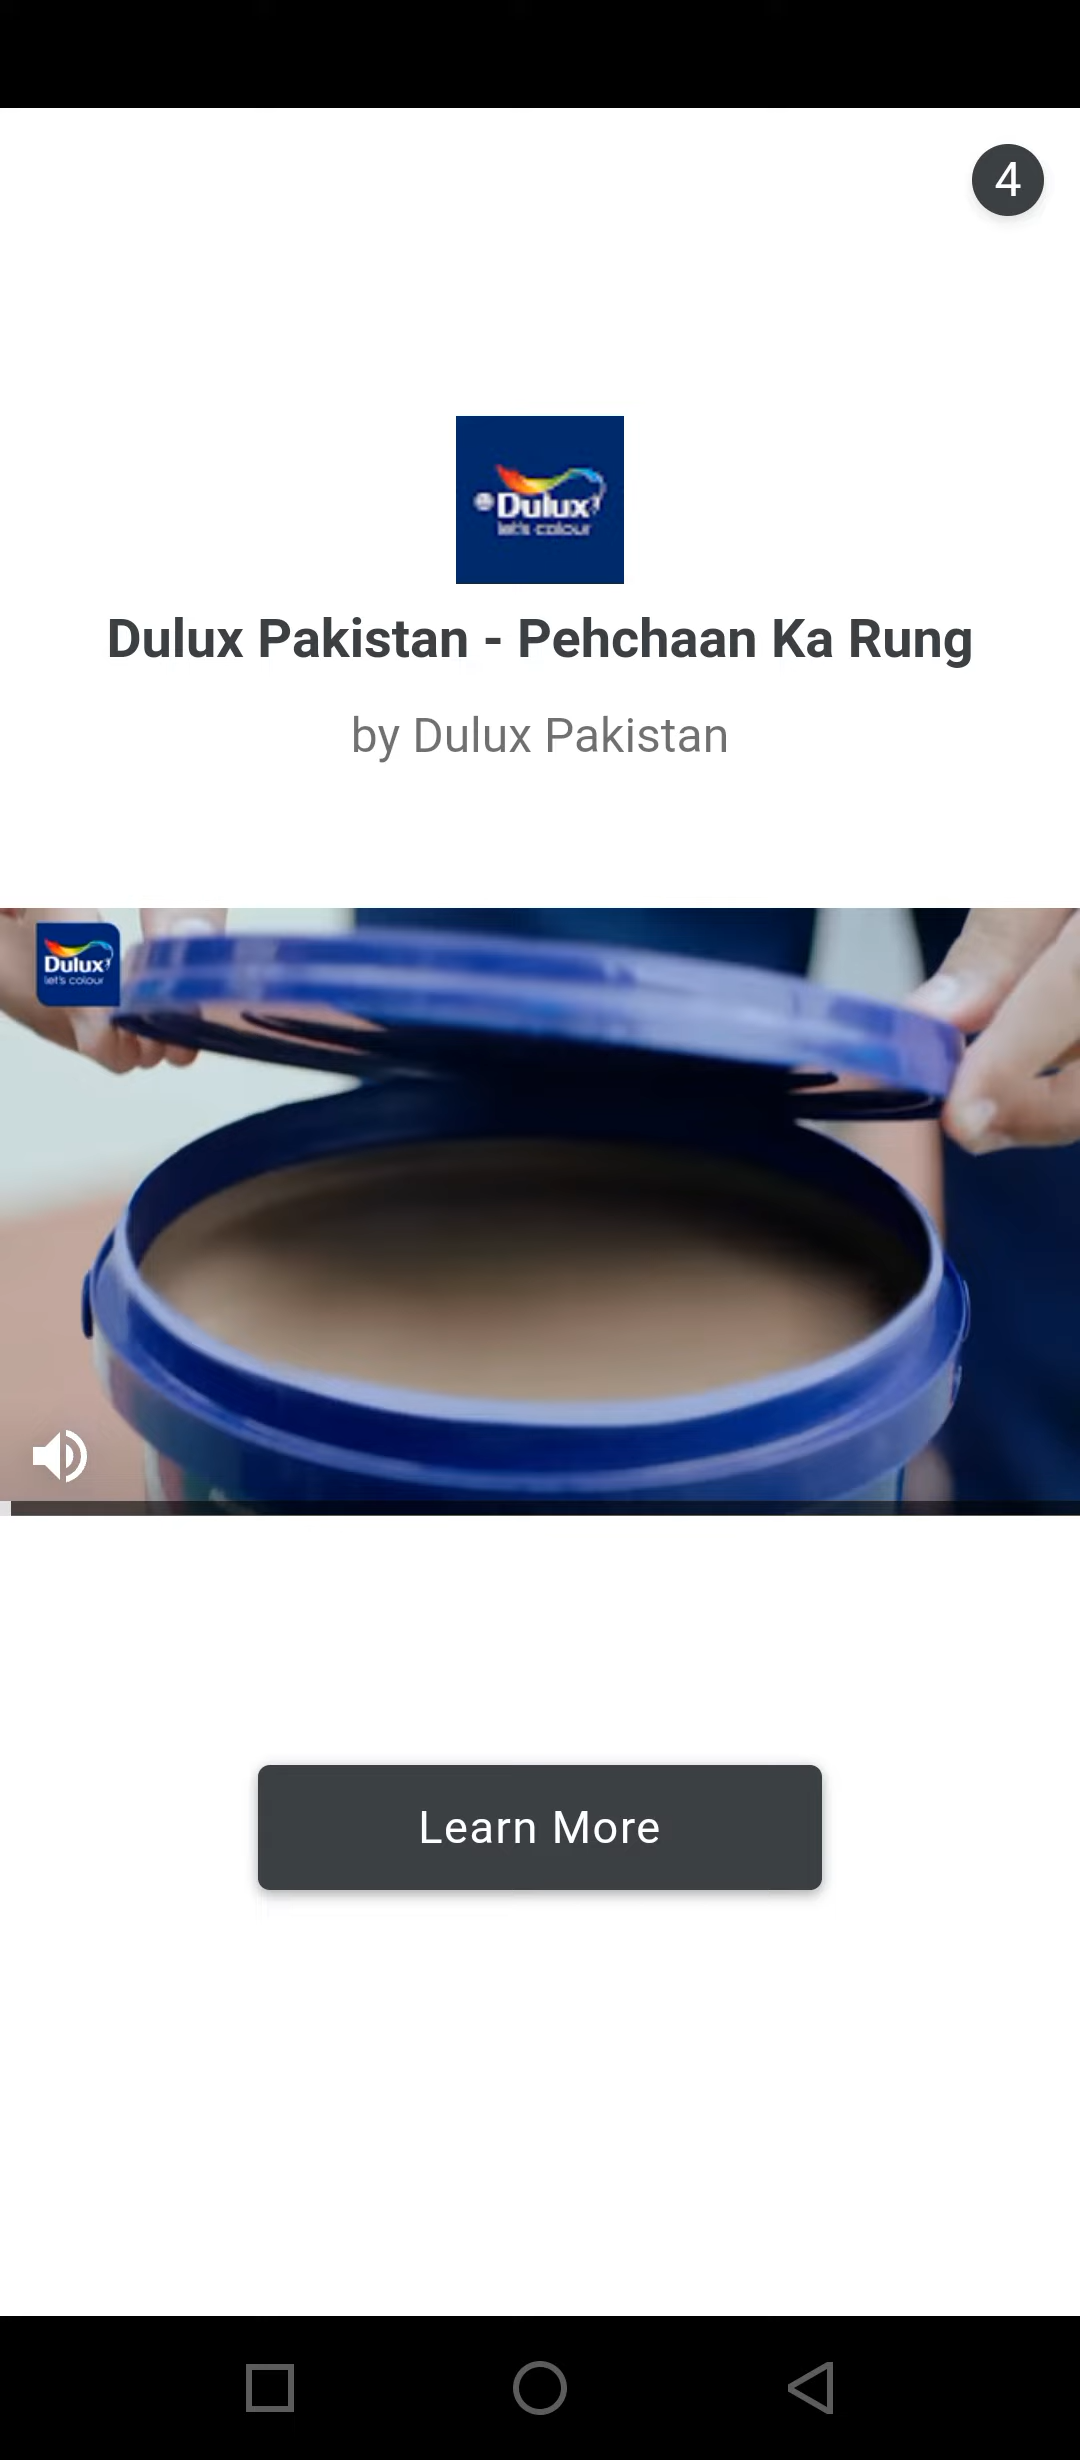 4
Dulux
let's colour
Dulux Pakistan - Pehchaan Ka Rung
by Dulux Pakistan
Dulux
let's colour
Learn More